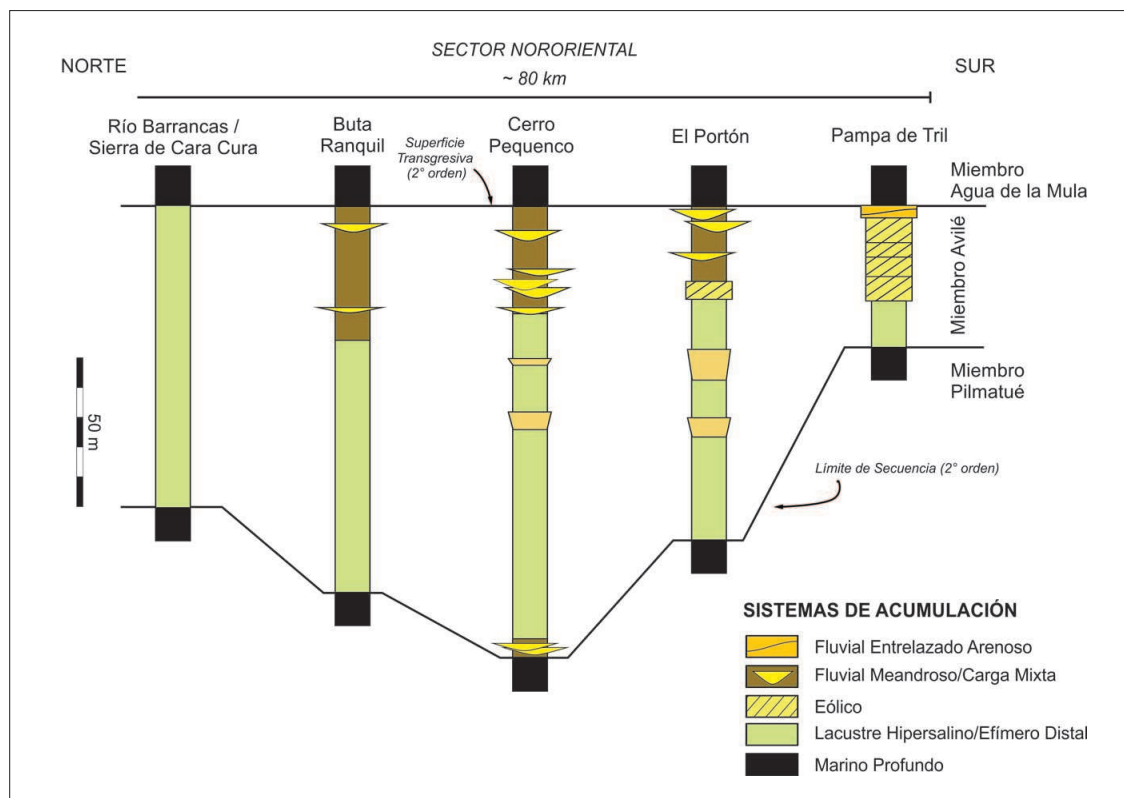 SECTOR NORORIENTAL
NORTE
SUR
~ 80 km
Río Barrancas /
Sierra de Cara Cura
Buta
Ranquil
Superficie
Transgresiva
(2° orden)
Cerro
Pequenco
El Portón
Pampa de Tril
Miembro
Agua de la Mula
Miembro Avilé
Miembro
Pilmatué
50 m
Límite de Secuencia (2° orden)
SISTEMAS DE ACUMULACIÓN
Fluvial Entrelazado Arenoso
Fluvial Meandroso/Carga Mixta
Eólico
Lacustre Hipersalino/Efímero Distal
Marino Profundo